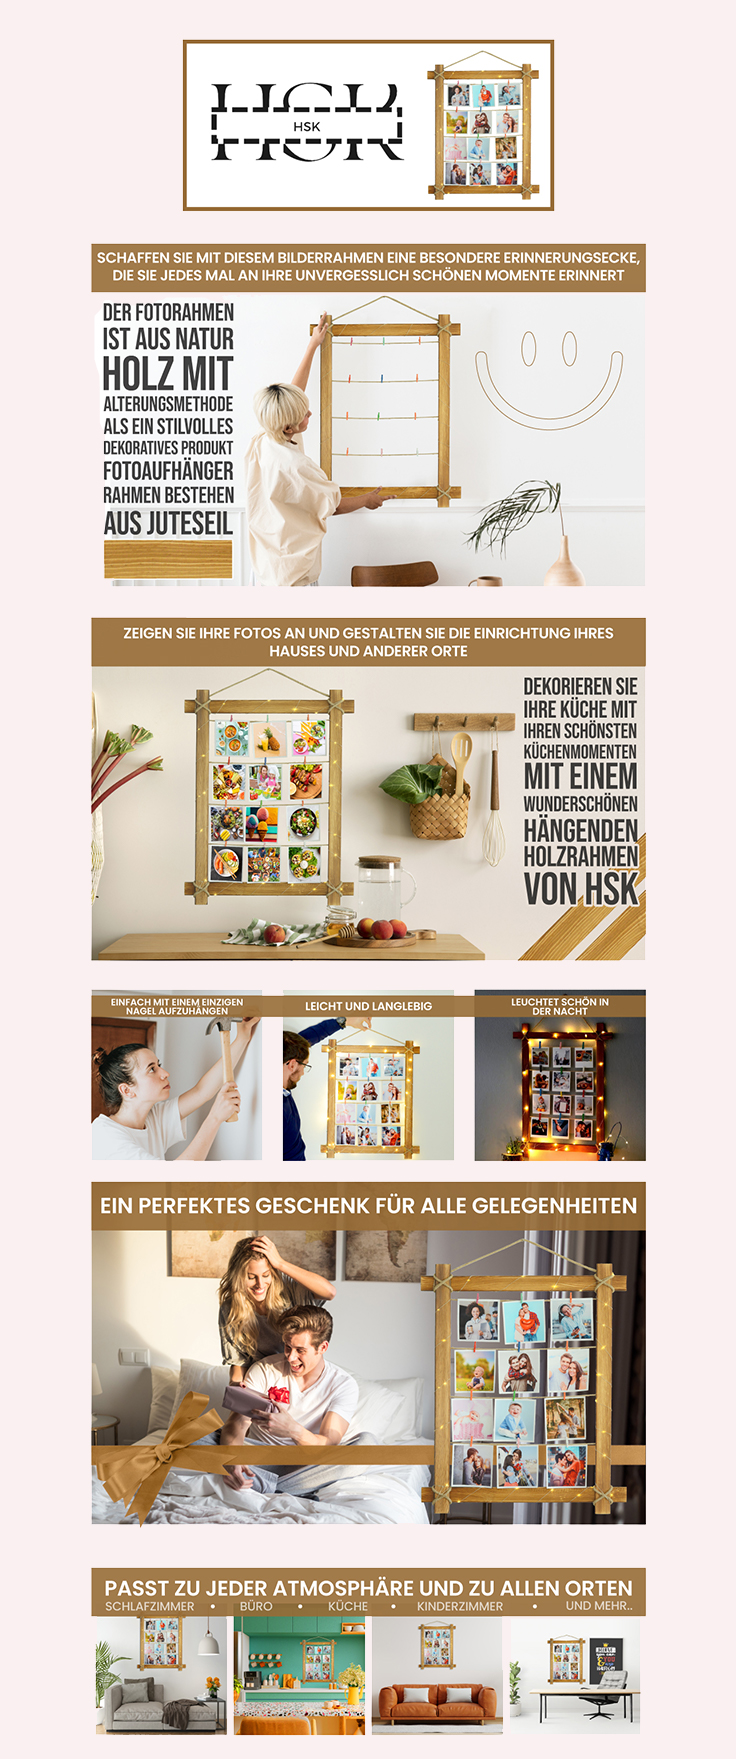 HSK
HSK
SCHAFFEN SIE MIT DIESEM BILDERRAHMEN EINE BESONDERE ERINNERUNGSECKE,
DIE SIE JEDES MAL AN IHRE UNVERGESSLICH SCHÖNEN MOMENTE ERINNERT
DER FOTORAHMEN
IST AUS NATUR
HOLZ MIT
ALTERUNGSMETHODE
ALS EIN STILVOLLES
DEKORATIVES PRODUKT
FOTOAUFHÄNGER
RAHMEN BESTEHEN
AUS JUTESEIL
ZEIGEN SIE IHRE FOTOS AN UND GESTALTEN SIE DIE EINRICHTUNG IHRES
HAUSES UND ANDERER ORTE
DEKORIEREN SIE
IHRE KÜCHE MIT
IHREN SCHÖNSTEN
KÜCHENMOMENTEN
MIT EINEM
WUNDERSCHÖNEN
HÄNGENDEN
HOLZRAHMEN
VON HSK
EINFACH MIT EINEM EINZIGEN
NAGEL AUFZUHÄNGEN
LEICHT UND LANGLEBIG
LEUCHTET SCHÖN IN
DER NACHT
EIN PERFEKTES GESCHENK FÜR ALLE GELEGENHEITEN
PASST ZU JEDER ATMOSPHÄRE UND ZU ALLEN ORTEN
SCHLAFZIMMER • BÜRO • KÜCHE • KINDERZIMMER • UND MEHR..